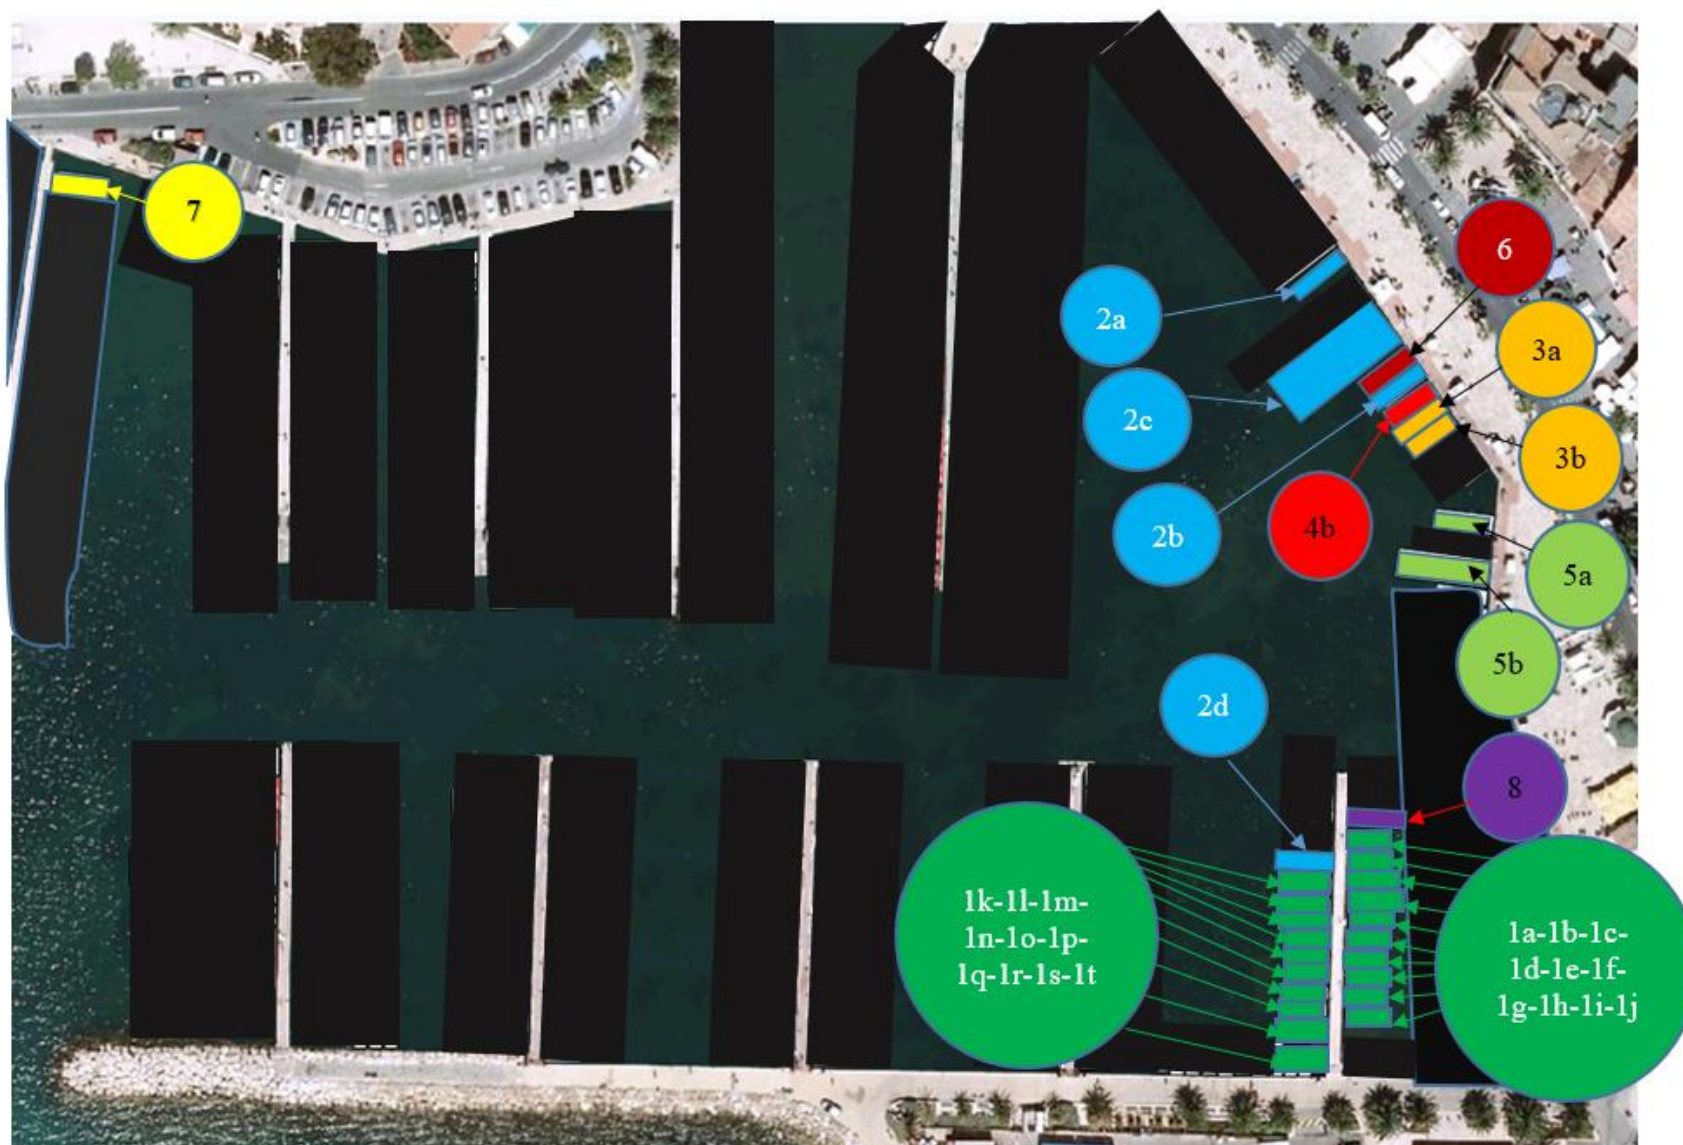 7
6
2a
3a
2c
3b
2b
4b
5a
5b
2d
8
1k-1l-1m-
1n-1o-1p-
1q-1r-1s-1t
1a-1b-1c-
1d-1e-1f-
1g-1h-1i-1j